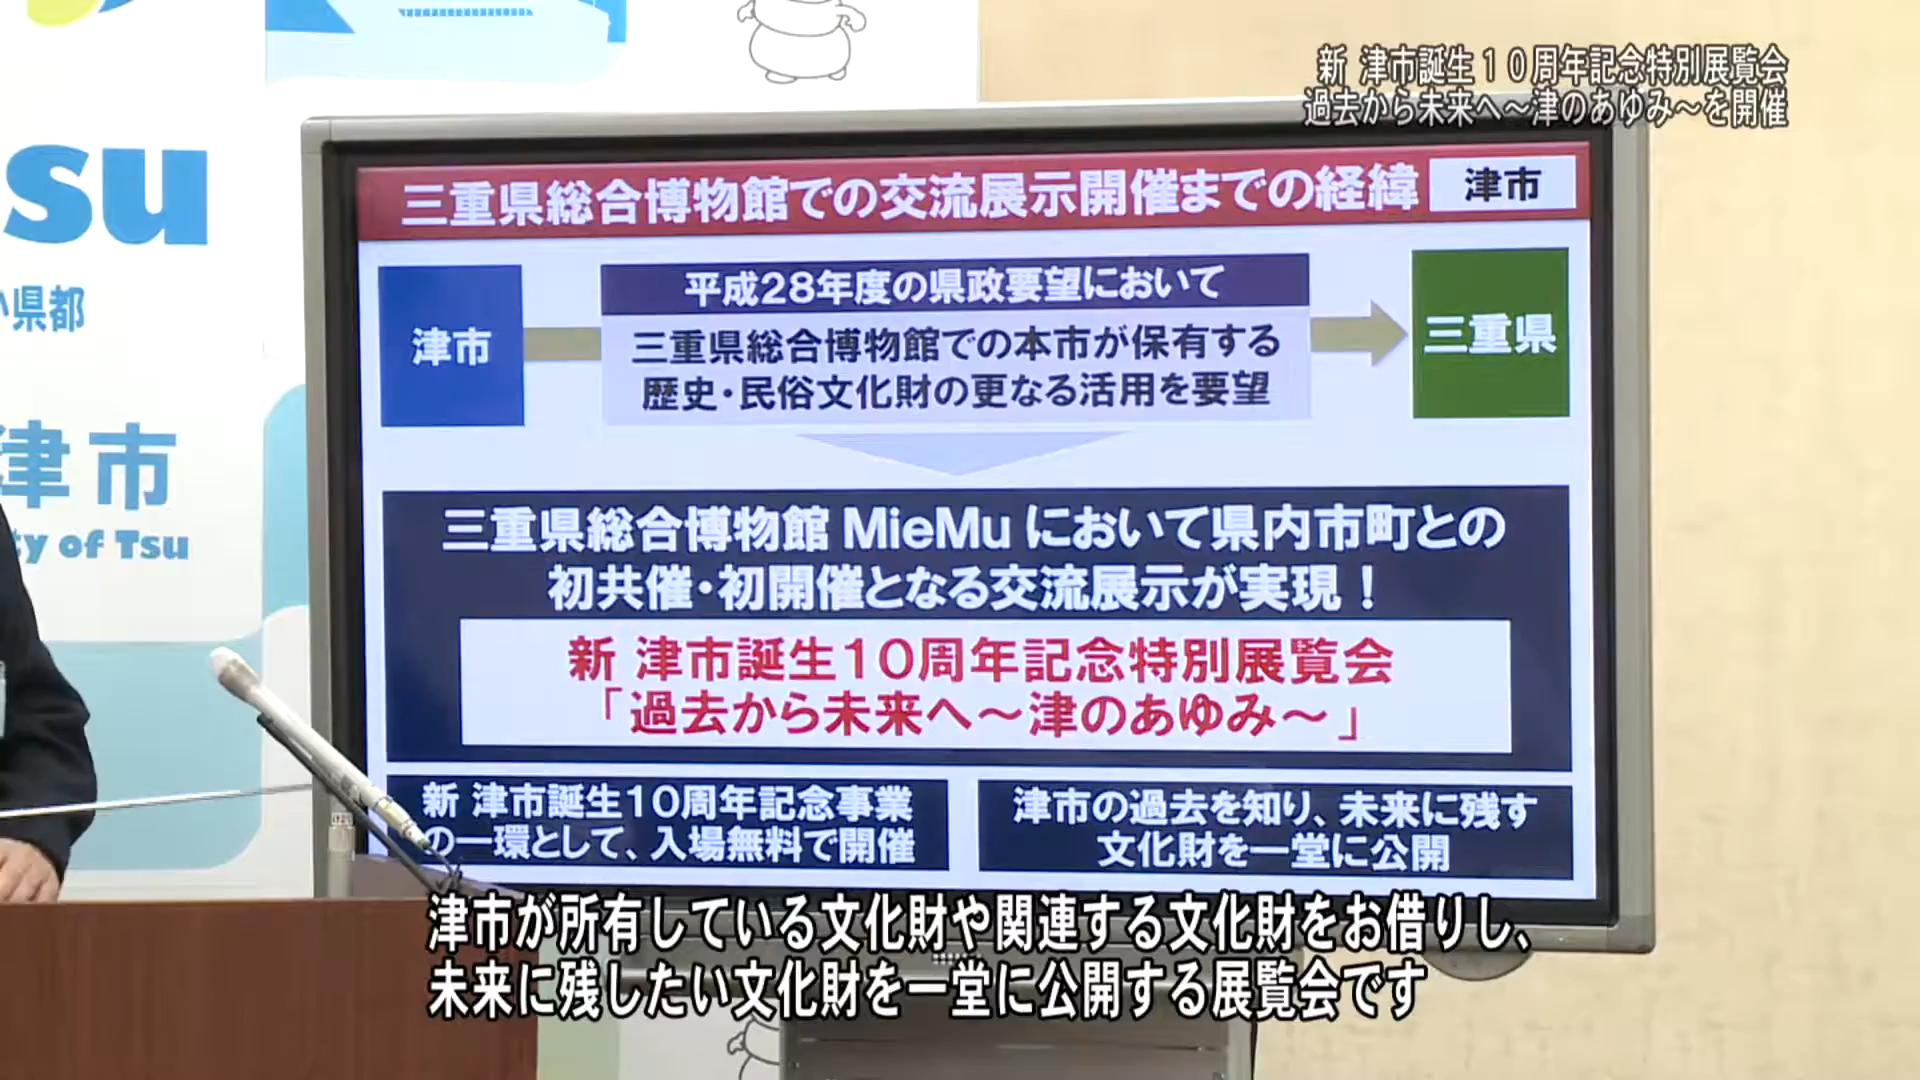 新 津市誕生１０周年記念特別展覧会
過去から未来へ～津のあゆみ～を開催
su
県都
津市
ty of Tsu
三重県総合博物館での交流展示開催までの経緯
津市
津市
平成28年度の県政要望において
三重県総合博物館での本市が保有する
歴史・民俗文化財の更なる活用を要望
三重県
三重県総合博物館 MieMu において県内市町との
初共催・初開催となる交流展示が実現！
新 津市誕生10周年記念特別展覧会
「過去から未来へ～津のあゆみ～」
新 津市誕生10周年記念事業
の一環として、入場無料で開催
津市の過去を知り、未来に残す
文化財を一堂に公開
津市が所有している文化財や関連する文化財をお借りし、
未来に残したい文化財を一堂に公開する展覧会です